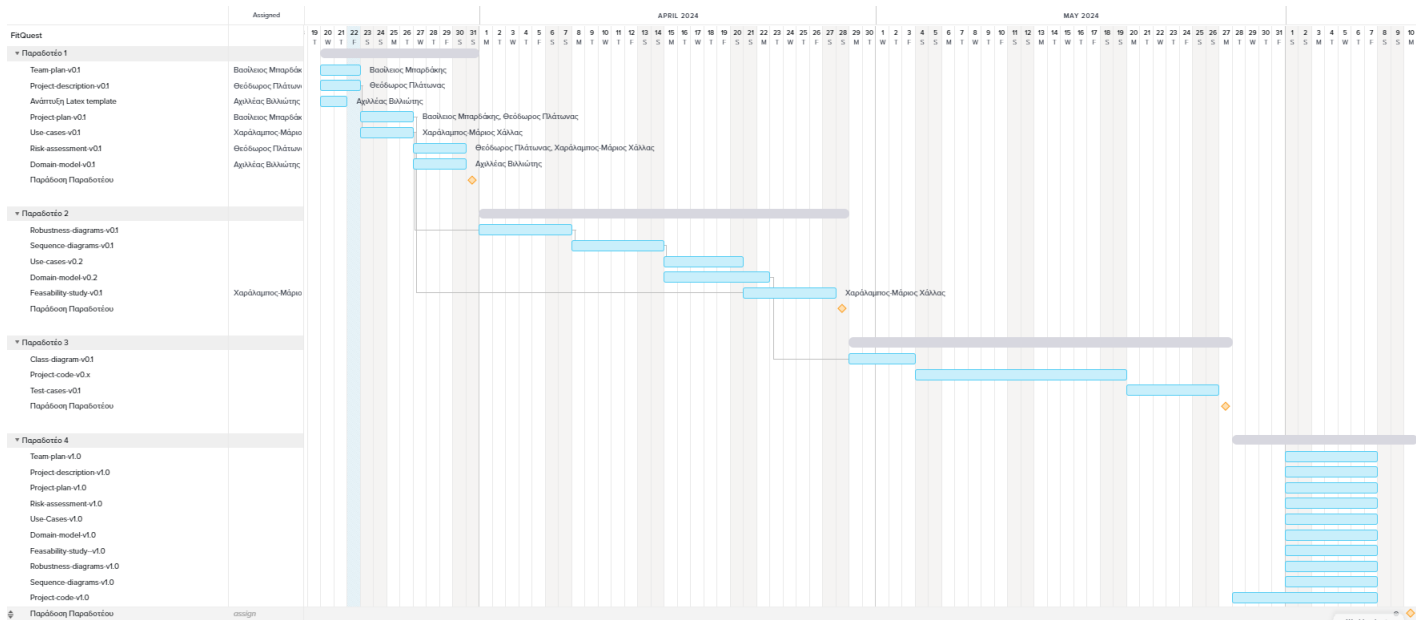 Assigned
APRIL 2024 MAY 2024
FitQuest
19 20 21 22 23 24 25 26 27 28 29 30 31 1 2 3 4 5 6 7 8 9 10 11 12 13 14 15 16 17 18 19 20 21 22 23 24 25 26 27 28 29 30 1 2 3 4 5 6 7 8 9 10 11 12 13 14 15 16 17 18 19 20 21 22 23 24 25 26 27 28 29 30 31 1 2 3 4 5 6 7 8 9 10
T W T F S S M T W T F S S M T W T F S S M T W T F S S M T W T F S S M T W T F S S M T W T F S S M T W T F S S M T W T F S S M T W T F S S M T W T F S S M T W T F S S M
Παραδοτέο 1
Team-plan-v0.1 Βασίλειος Μπαρδάκ Βασίλειος Μπαρδάκης
Project-description-v0.1 Θεόδωρος Πλάτων Θεόδωρος Πλάτωνας
Ανάπτυξη Latex template Αχιλλέας Βιλλιώτης Αχιλλέας Βιλλιώτης
Project-plan-v0.1 Βασίλειος Μπαρδάκ Βασίλειος Μπαρδάκης, Θεόδωρος Πλάτωνας
Use-cases-v0.1 Χαράλαμπος-Μάριο Χαράλαμπος-Μάριος Χάλλας
Risk-assessment-v0.1 Θεόδωρος Πλάτων Θεόδωρος Πλάτωνας, Χαράλαμπος-Μάριος Χάλλας
Domain-model-v0.1 Αχιλλέας Βιλλιώτης Αχιλλέας Βιλλιώτης
Παράδοση Παραδοτέου
Παραδοτέο 2
Robustness-diagrams-v0.1
Sequence-diagrams-v0.1
Use-cases-v0.2
Domain-model-v0.2
Feasability-study-v0.1 Χαράλαμπος-Μάριο Χαράλαμπος-Μάριος Χάλλας
Παράδοση Παραδοτέου
Παραδοτέο 3
Class-diagram-v0.1
Project-code-v0.x
Test-cases-v0.1
Παράδοση Παραδοτέου
Παραδοτέο 4
Team-plan-v1.0
Project-description-v1.0
Project-plan-v1.0
Risk-assessment-v1.0
Use-Cases-v1.0
Domain-model-v1.0
Feasability-study--v1.0
Robustness-diagrams-v1.0
Sequence-diagrams-v1.0
Project-code-v1.0
Παράδοση Παραδοτέου assign